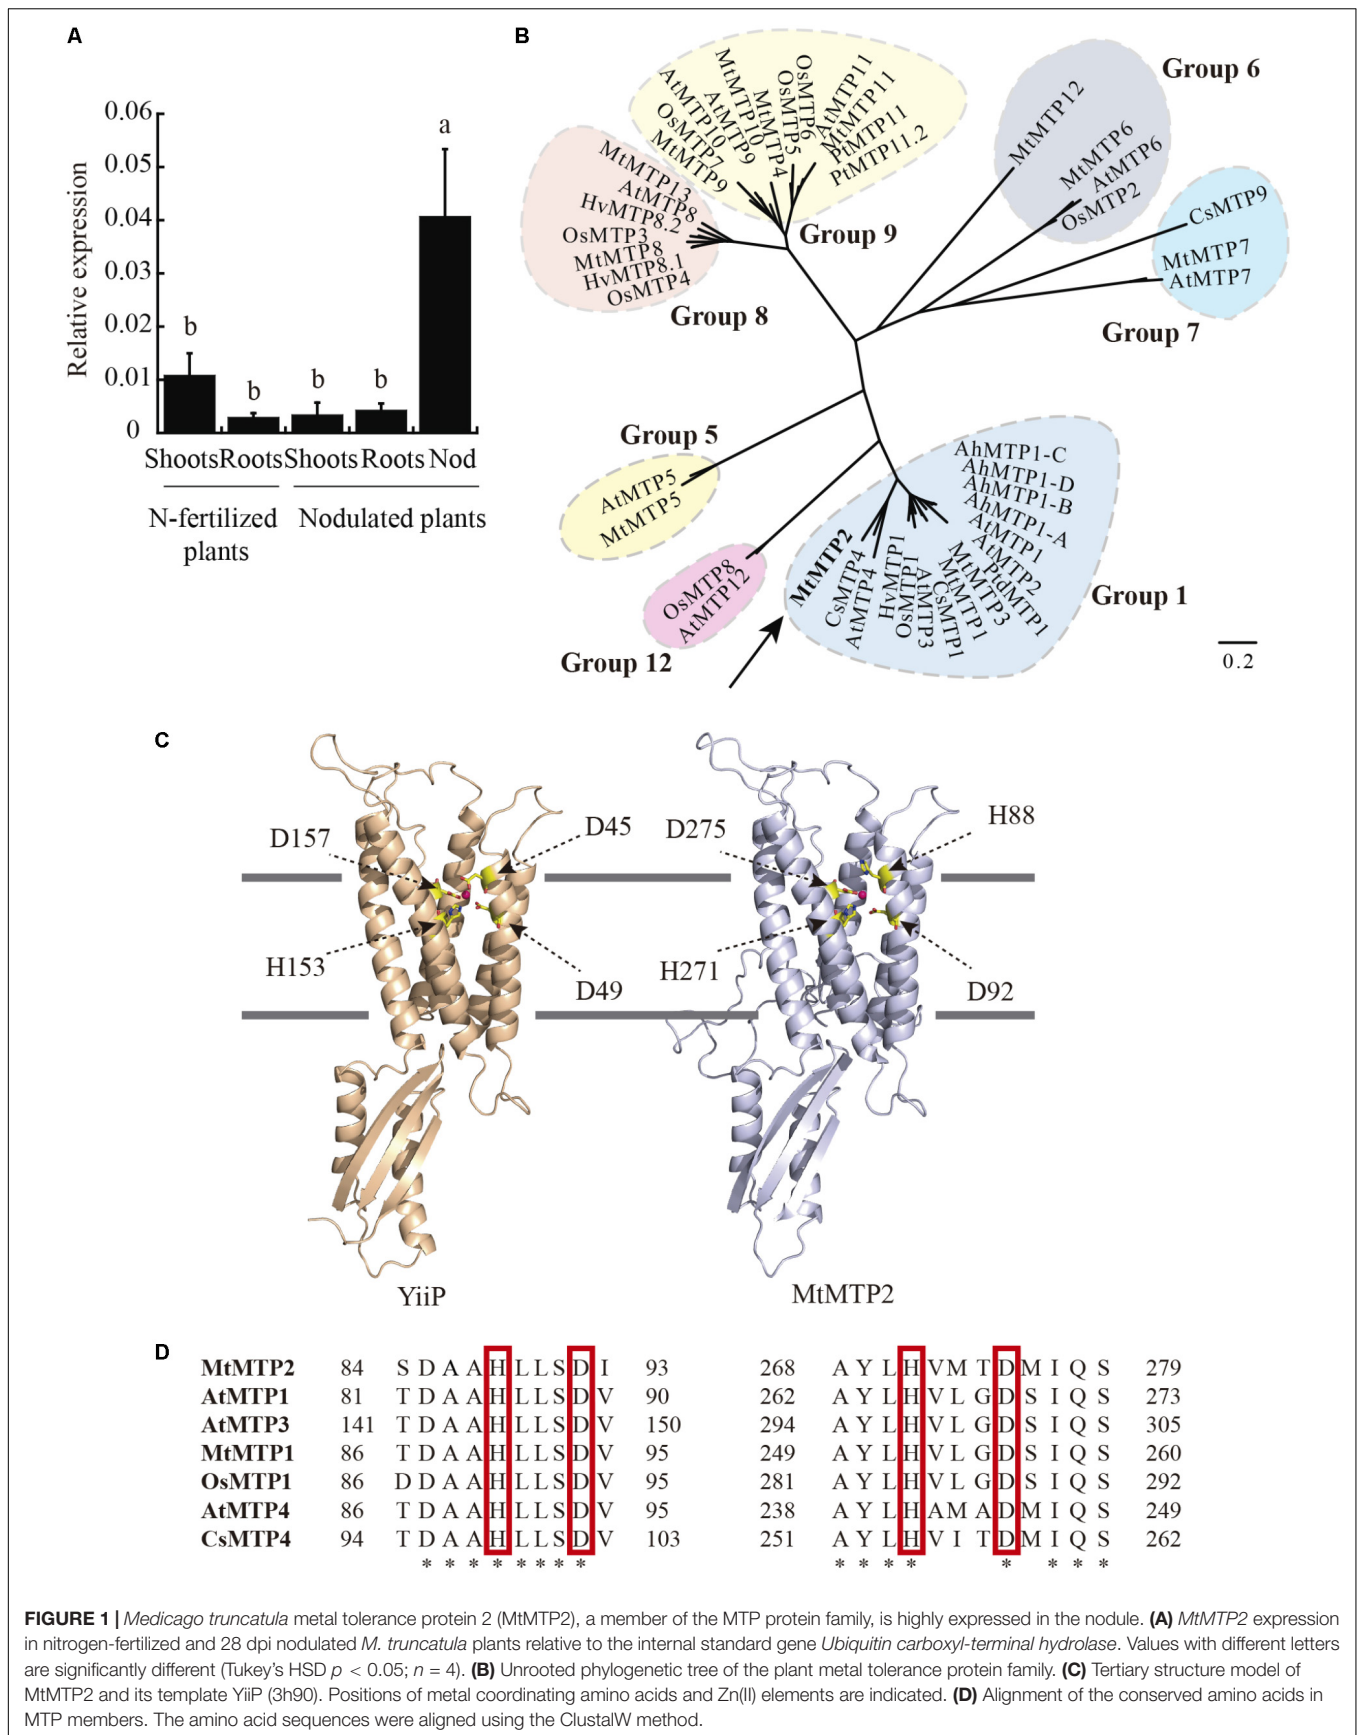 A
0.06
0.05
0.04
0.03
0.02
0.01
0
Relative expression
b
b
b
b
a
Shoots Roots Shoots Roots Nod
N-fertilized
plants
Nodulated plants
B
Group 6
MtMTP12
MtMTP6
AtMTP6
OsMTP2
CsMTP9
MtMTP7
AtMTP7
Group 7
AtMTP10
MtMTP10
OsMTP7
AtMTP9
MtMTP9
MtMTP4
OsMTP5
OsMTP6
AtMTP11
MtMTP11
PtMTP11
PtMTP11.2
Group 9
MtMTP13
AtMTP8
HvMTP8.2
OsMTP3
MtMTP8
HvMTP8.1
OsMTP4
Group 8
Group 5
AtMTP5
MtMTP5
OsMTP8
AtMTP12
Group 12
MtMTP2
CsMTP4
AtMTP4
HvMTP1
OsMTP1
AtMTP3
CsMTP1
MtMTP1
MtMTP3
PtdMTP1
AtMTP2
AtMTP1
AhMTP1-A
AhMTP1-B
AhMTP1-D
AhMTP1-C
Group 1
0.2
C
D157
D45
H153
D49
YiiP
D275
H88
H271
D92
MtMTP2
D
MtMTP2 84 S D A A H L L S D I 93 268 A Y L H V M T D M I Q S 279
AtMTP1 81 T D A A H L L S D V 90 262 A Y L H V L G D S I Q S 273
AtMTP3 141 T D A A H L L S D V 150 294 A Y L H V L G D S I Q S 305
MtMTP1 86 T D A A H L L S D V 95 249 A Y L H V L G D S I Q S 260
OsMTP1 86 D D A A H L L S D V 95 281 A Y L H V L G D S I Q S 292
AtMTP4 86 T D A A H L L S D V 95 238 A Y L H A M A D M I Q S 249
CsMTP4 94 T D A A H L L S D V 103 251 A Y L H V I T D M I Q S 262
* * * * * * * * * * * * * * * *
FIGURE 1 | Medicago truncatula metal tolerance protein 2 (MtMTP2), a member of the MTP protein family, is highly expressed in the nodule. (A) MtMTP2 expression
in nitrogen-fertilized and 28 dpi nodulated M. truncatula plants relative to the internal standard gene Ubiquitin carboxyl-terminal hydrolase. Values with different letters
are significantly different (Tukey's HSD p < 0.05; n = 4). (B) Unrooted phylogenetic tree of the plant metal tolerance protein family. (C) Tertiary structure model of
MtMTP2 and its template YiiP (3h90). Positions of metal coordinating amino acids and Zn(II) elements are indicated. (D) Alignment of the conserved amino acids in
MTP members. The amino acid sequences were aligned using the ClustalW method.